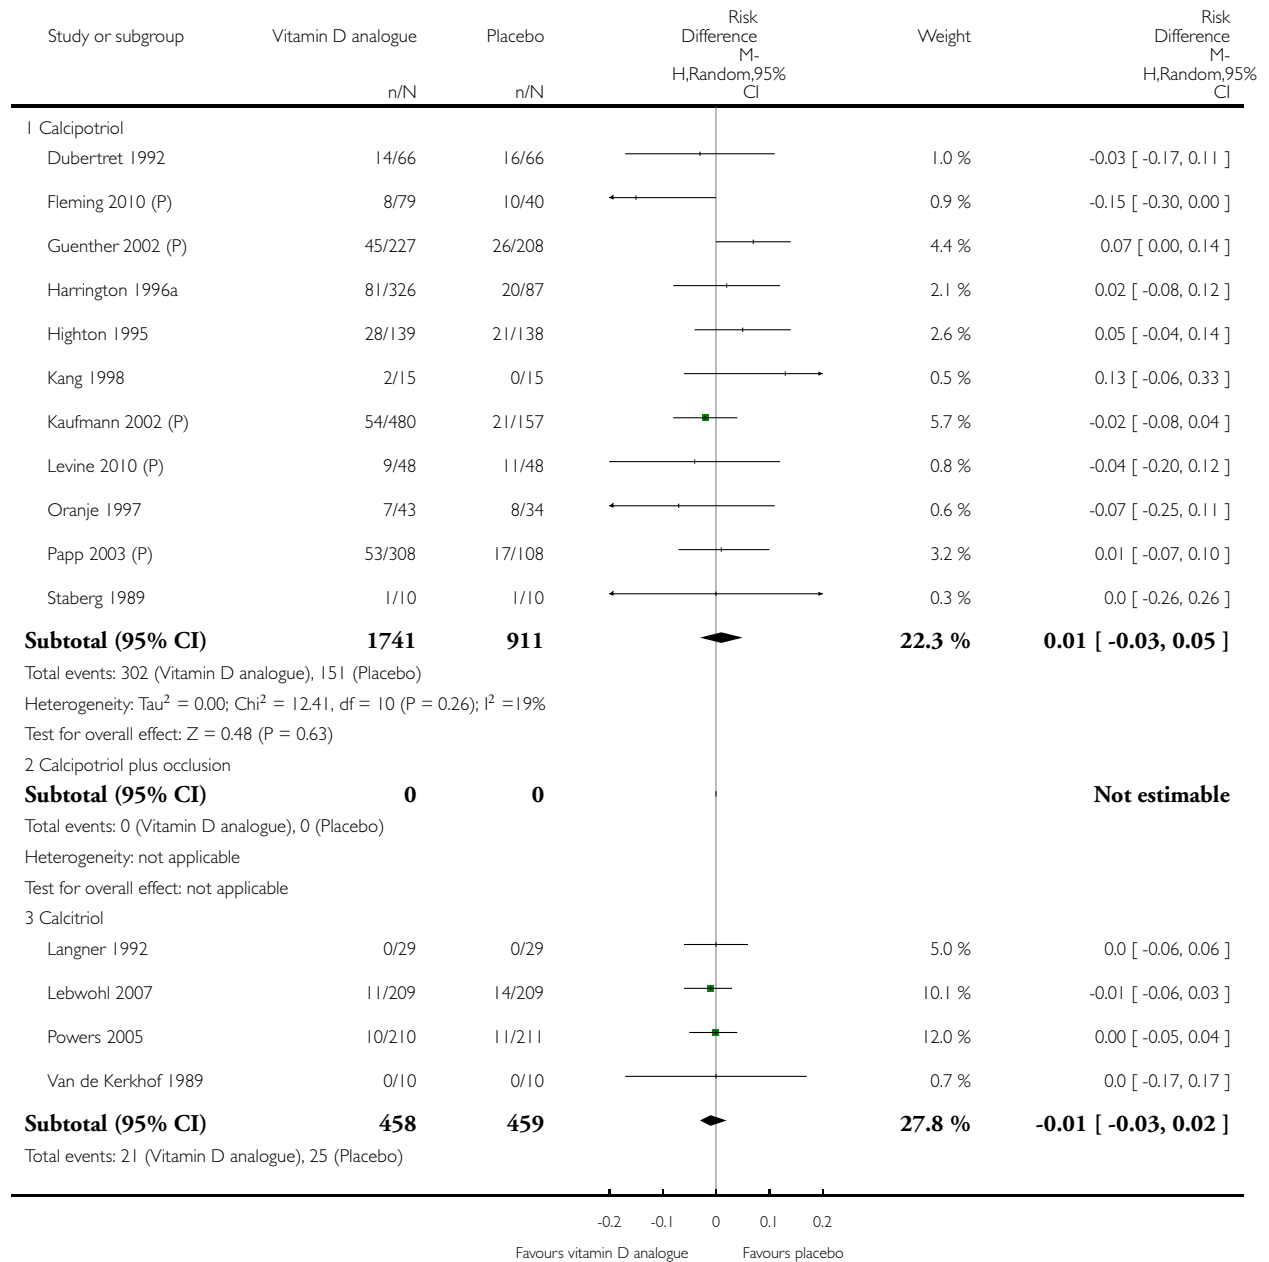 Study or subgroup Vitamin D analogue Placebo Risk Difference Weight Risk Difference
M-H,Random,95% CI M-H,Random,95% CI
n/N n/N
1 Calcipotriol
Dubertret 1992 14/66 16/66 1.0 % -0.03 [ -0.17, 0.11 ]
Fleming 2010 (P) 8/79 10/40 0.9 % -0.15 [ -0.30, 0.00 ]
Guenther 2002 (P) 45/227 26/208 4.4 % 0.07 [ 0.00, 0.14 ]
Harrington 1996a 81/326 20/87 2.1 % 0.02 [ -0.08, 0.12 ]
Highton 1995 28/139 21/138 2.6 % 0.05 [ -0.04, 0.14 ]
Kang 1998 2/15 0/15 0.5 % 0.13 [ -0.06, 0.33 ]
Kaufmann 2002 (P) 54/480 21/157 5.7 % -0.02 [ -0.08, 0.04 ]
Levine 2010 (P) 9/48 11/48 0.8 % -0.04 [ -0.20, 0.12 ]
Oranje 1997 7/43 8/34 0.6 % -0.07 [ -0.25, 0.11 ]
Papp 2003 (P) 53/308 17/108 3.2 % 0.01 [ -0.07, 0.10 ]
Staberg 1989 1/10 1/10 0.3 % 0.0 [ -0.26, 0.26 ]
Subtotal (95% CI) 1741 911 22.3 % 0.01 [ -0.03, 0.05 ]
Total events: 302 (Vitamin D analogue), 151 (Placebo)
Heterogeneity: Tau² = 0.00; Chi² = 12.41, df = 10 (P = 0.26); I² =19%
Test for overall effect: Z = 0.48 (P = 0.63)
2 Calcipotriol plus occlusion
Subtotal (95% CI) 0 0 Not estimable
Total events: 0 (Vitamin D analogue), 0 (Placebo)
Heterogeneity: not applicable
Test for overall effect: not applicable
3 Calcitriol
Langner 1992 0/29 0/29 5.0 % 0.0 [ -0.06, 0.06 ]
Lebwohl 2007 11/209 14/209 10.1 % -0.01 [ -0.06, 0.03 ]
Powers 2005 10/210 11/211 12.0 % 0.00 [ -0.05, 0.04 ]
Van de Kerkhof 1989 0/10 0/10 0.7 % 0.0 [ -0.17, 0.17 ]
Subtotal (95% CI) 458 459 27.8 % -0.01 [ -0.03, 0.02 ]
Total events: 21 (Vitamin D analogue), 25 (Placebo)
-0.2 -0.1 0 0.1 0.2
Favours vitamin D analogue Favours placebo